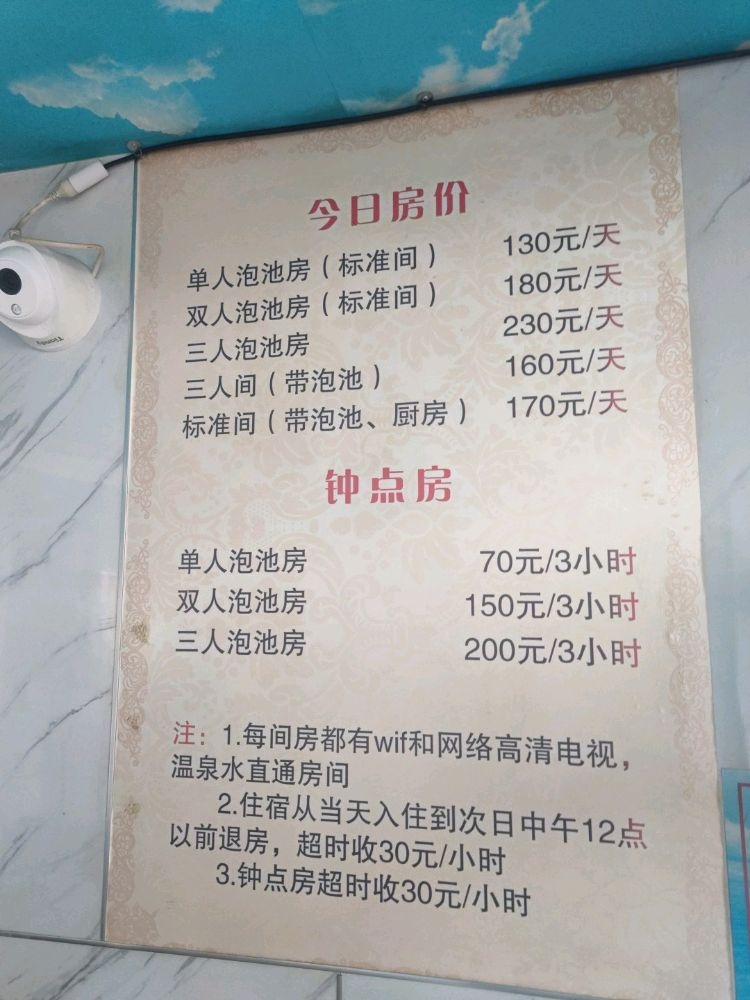 今日房价
单人泡池房（标准间） 130元/天
双人泡池房（标准间） 180元/天
三人泡池房 230元/天
三人间（带泡池） 160元/天
标准间（带泡池、厨房） 170元/天
钟点房
单人泡池房 70元/3小时
双人泡池房 150元/3小时
三人泡池房 200元/3小时
注：1.每间房都有wif和网络高清电视，
温泉水直通房间
2.住宿从当天入住到次日中午12点
以前退房，超时收30元/小时
3.钟点房超时收30元/小时